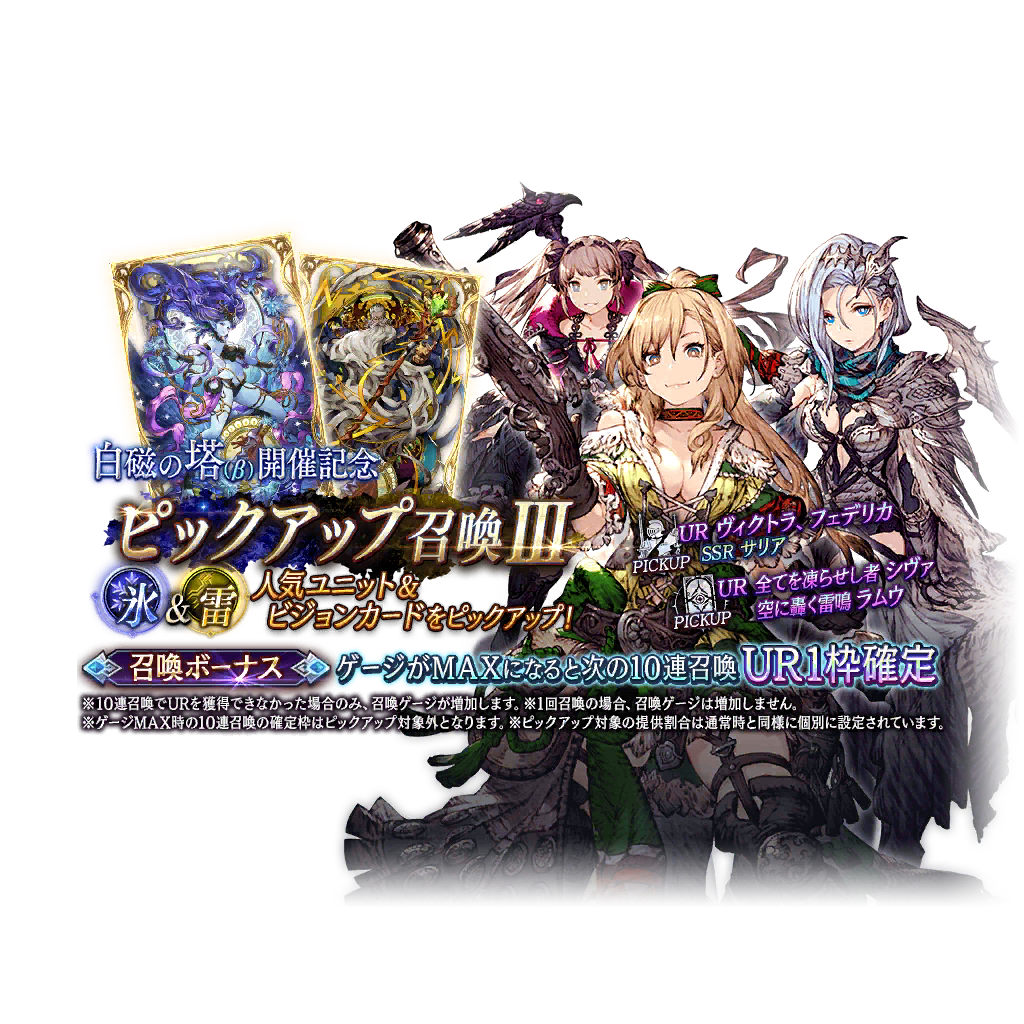 白磁の塔(β)開催記念
ピックアップ召喚III
氷&雷
人気ユニット&
ビジョンカードをピックアップ!
PICKUP
UR ヴィクトラ、フェデリカ
SSR サリア
PICKUP
UR 全てを凍らせし者 シヴァ
空に轟く雷鳴 ラムウ
召喚ボーナス
ゲージがMAXになると次の10連召喚 UR1枠確定
※10連召喚でURを獲得できなかった場合のみ、召喚ゲージが増加します。※1回召喚の場合、召喚ゲージは増加しません。
※ゲージMAX時の10連召喚の確定枠はピックアップ対象外となります。※ピックアップ対象の提供割合は通常時と同様に個別に設定されています。